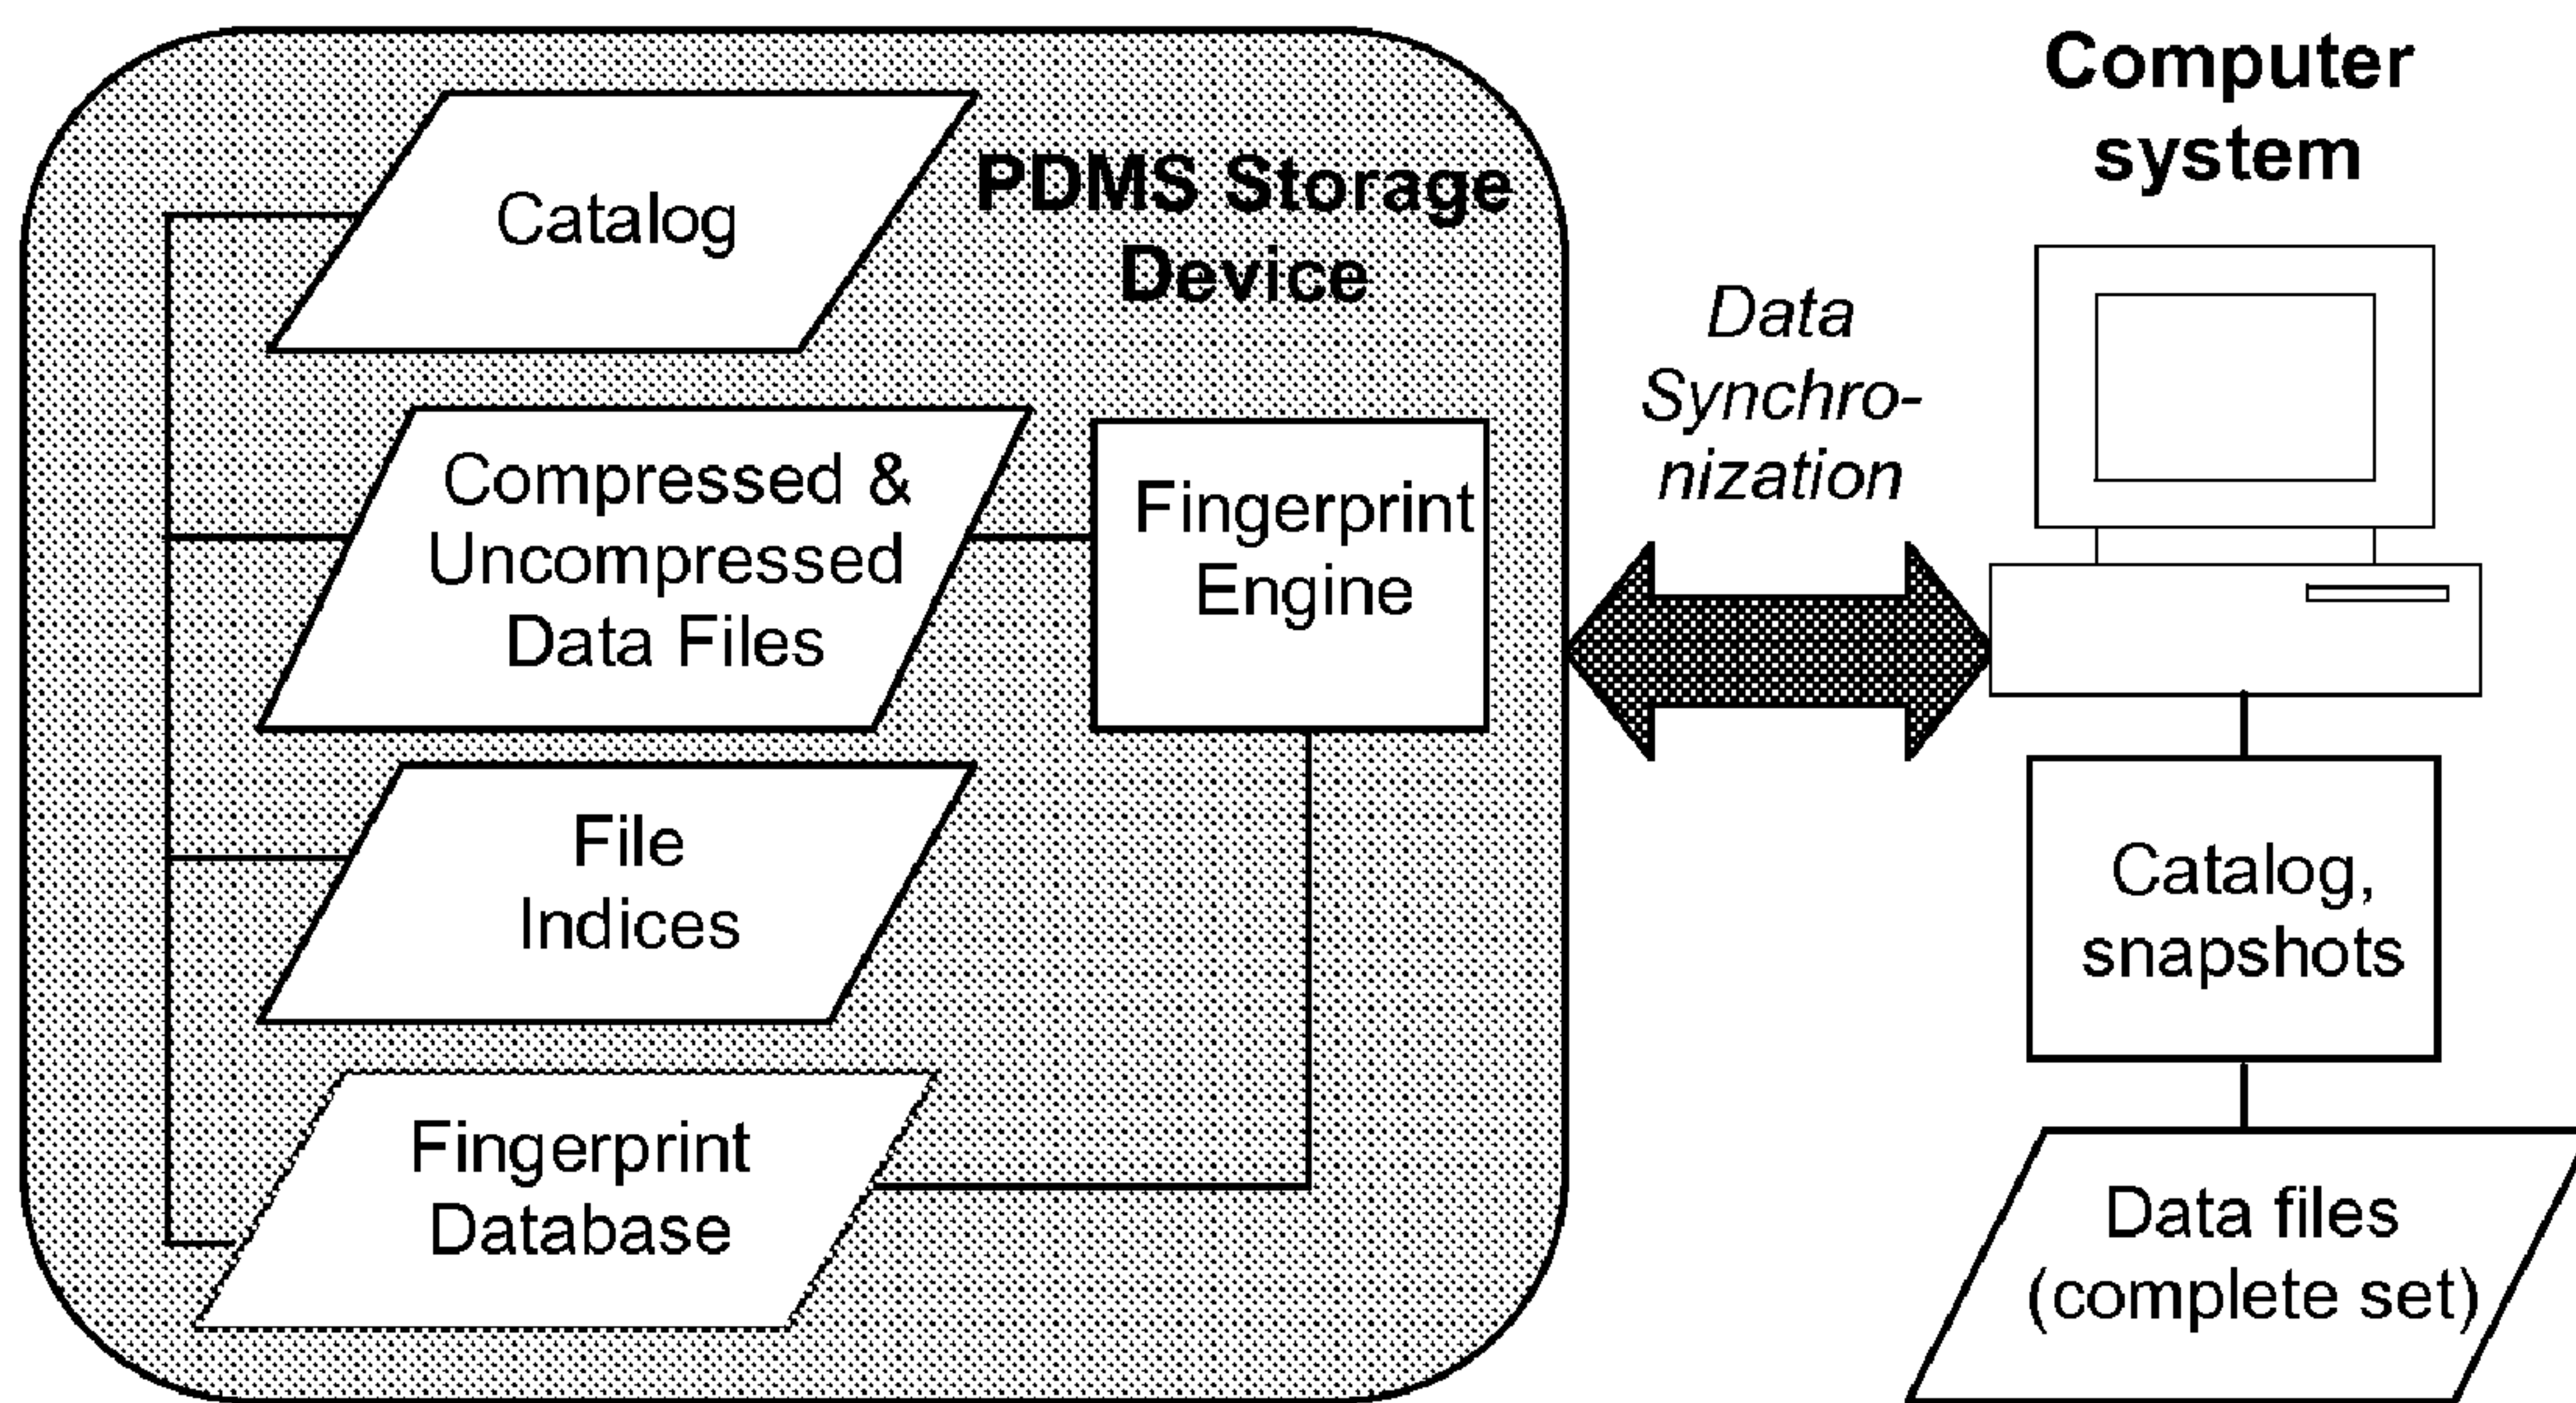 Catalog
PDMS Storage
Device
Compressed &
Uncompressed
Data Files
Fingerprint
Engine
File
Indices
Fingerprint
Database
Data
Synchro-
nization
Computer
system
Catalog,
snapshots
Data files
(complete set)